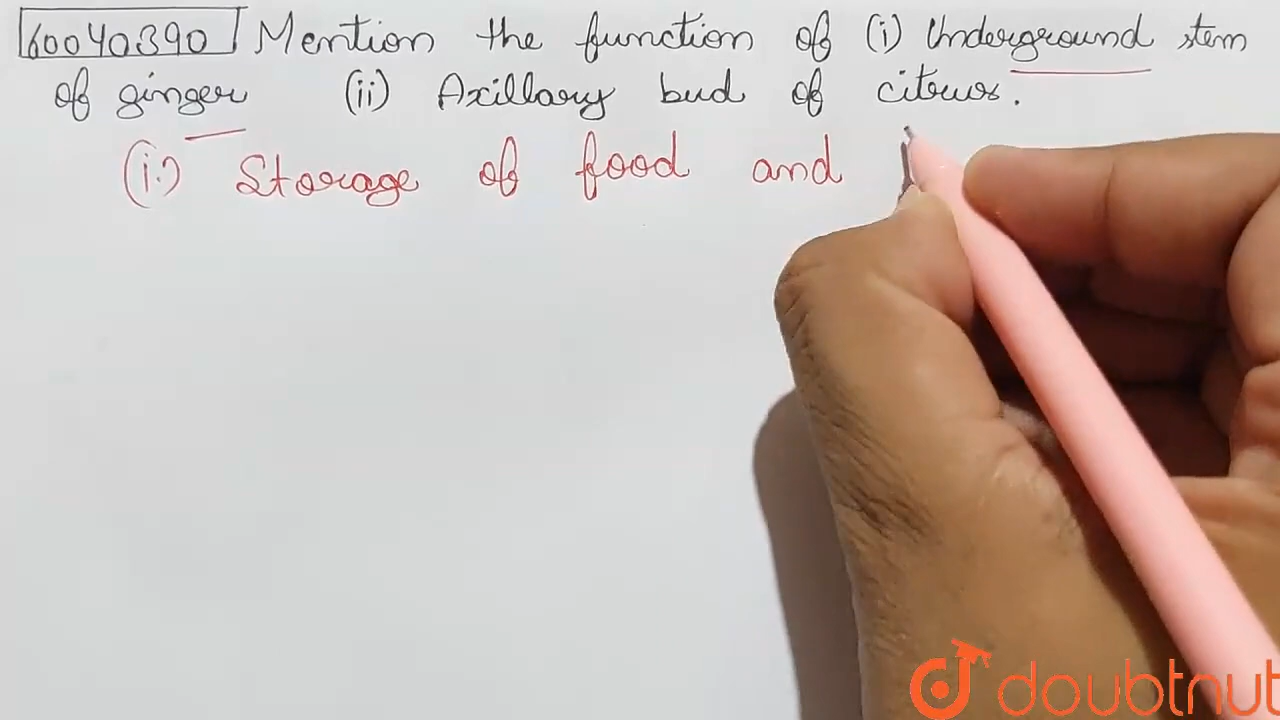 60040390 Mention the function of (i) Underground stem
of ginger (ii) Axillary bud of citrus.
(i.) Storage of food and
doubtnut